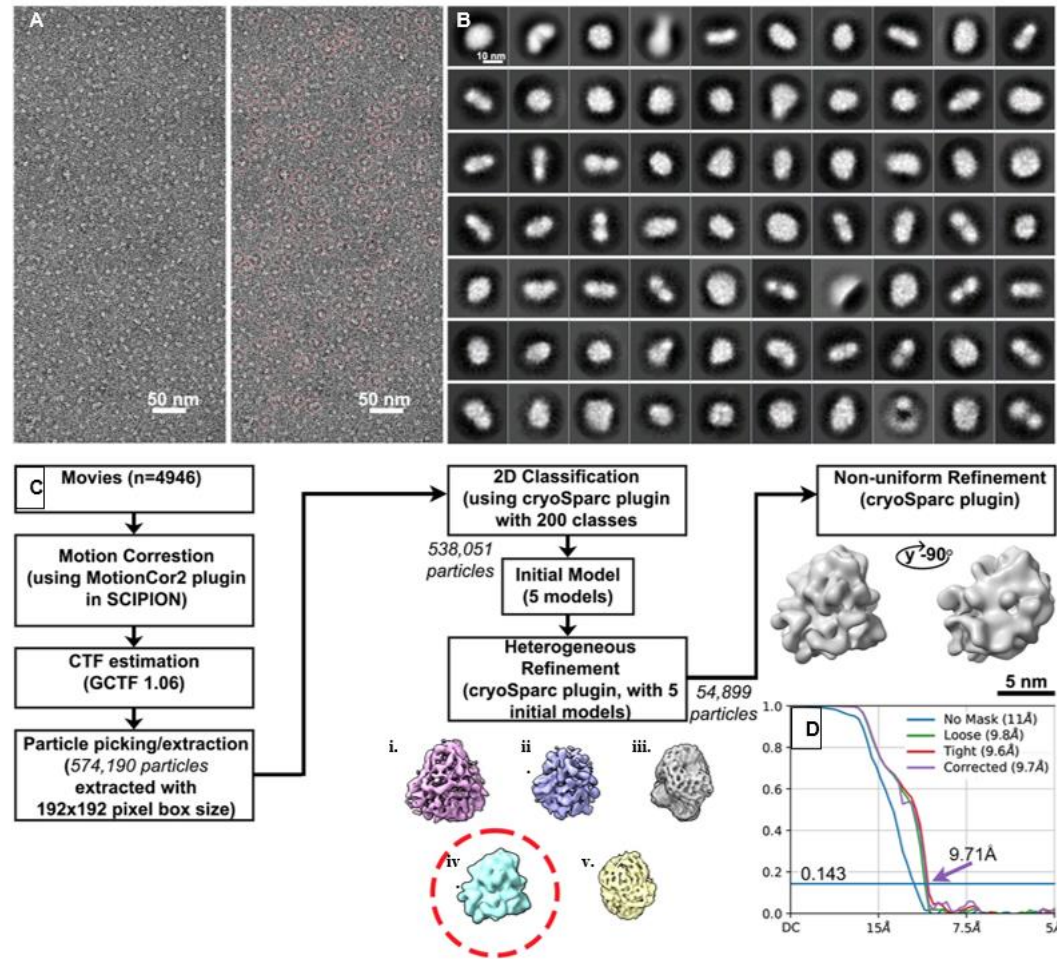 A
50 nm
50 nm
B
10 nm
C
Movies (n=4946)
Motion Correstion
(using MotionCor2 plugin
in SCIPION)
CTF estimation
(GCTF 1.06)
Particle picking/extraction
(574,190 particles
extracted with
192x192 pixel box size)
2D Classification
(using cryoSparc plugin
with 200 classes
538,051
particles
Initial Model
(5 models)
Heterogeneous
Refinement
(cryoSparc plugin, with 5
initial models)
54,899
particles
i.
ii
.
iii.
iv
.
v.
Non-uniform Refinement
(cryoSparc plugin)
y -90°
5 nm
D
1.0
0.8
0.6
0.4
0.2
0.0
No Mask (11Å)
Loose (9.8Å)
Tight (9.6Å)
Corrected (9.7Å)
9.71Å
0.143
DC
15Å
7.5Å
5Å